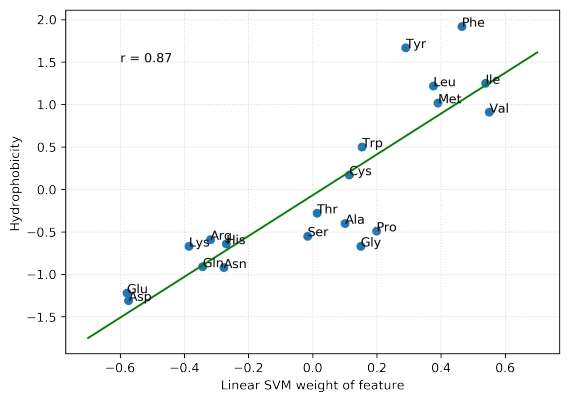 2.0
Phe
Tyr
1.5
r = 0.87
Leu
Ile
Met
Val
1.0
Trp
0.5
Cys
Hydrophobicity
0.0
Thr
Ala
Pro
Ser
−0.5
Arg
His
Lys
Gly
Gln
Asn
−1.0
Glu
Asp
−1.5
−0.6 −0.4 −0.2 0.0 0.2 0.4 0.6
Linear SVM weight of feature